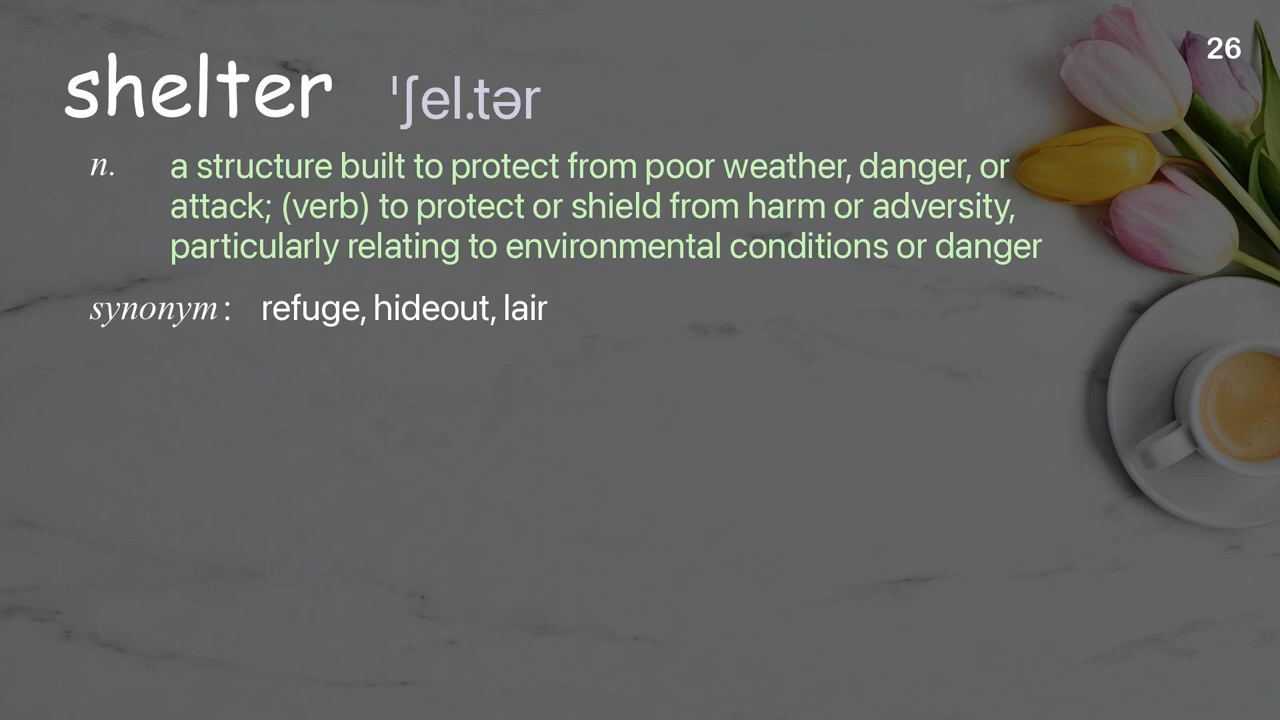 26
shelter ˈʃel.tər
n. a structure built to protect from poor weather, danger, or
attack; (verb) to protect or shield from harm or adversity,
particularly relating to environmental conditions or danger
synonym: refuge, hideout, lair